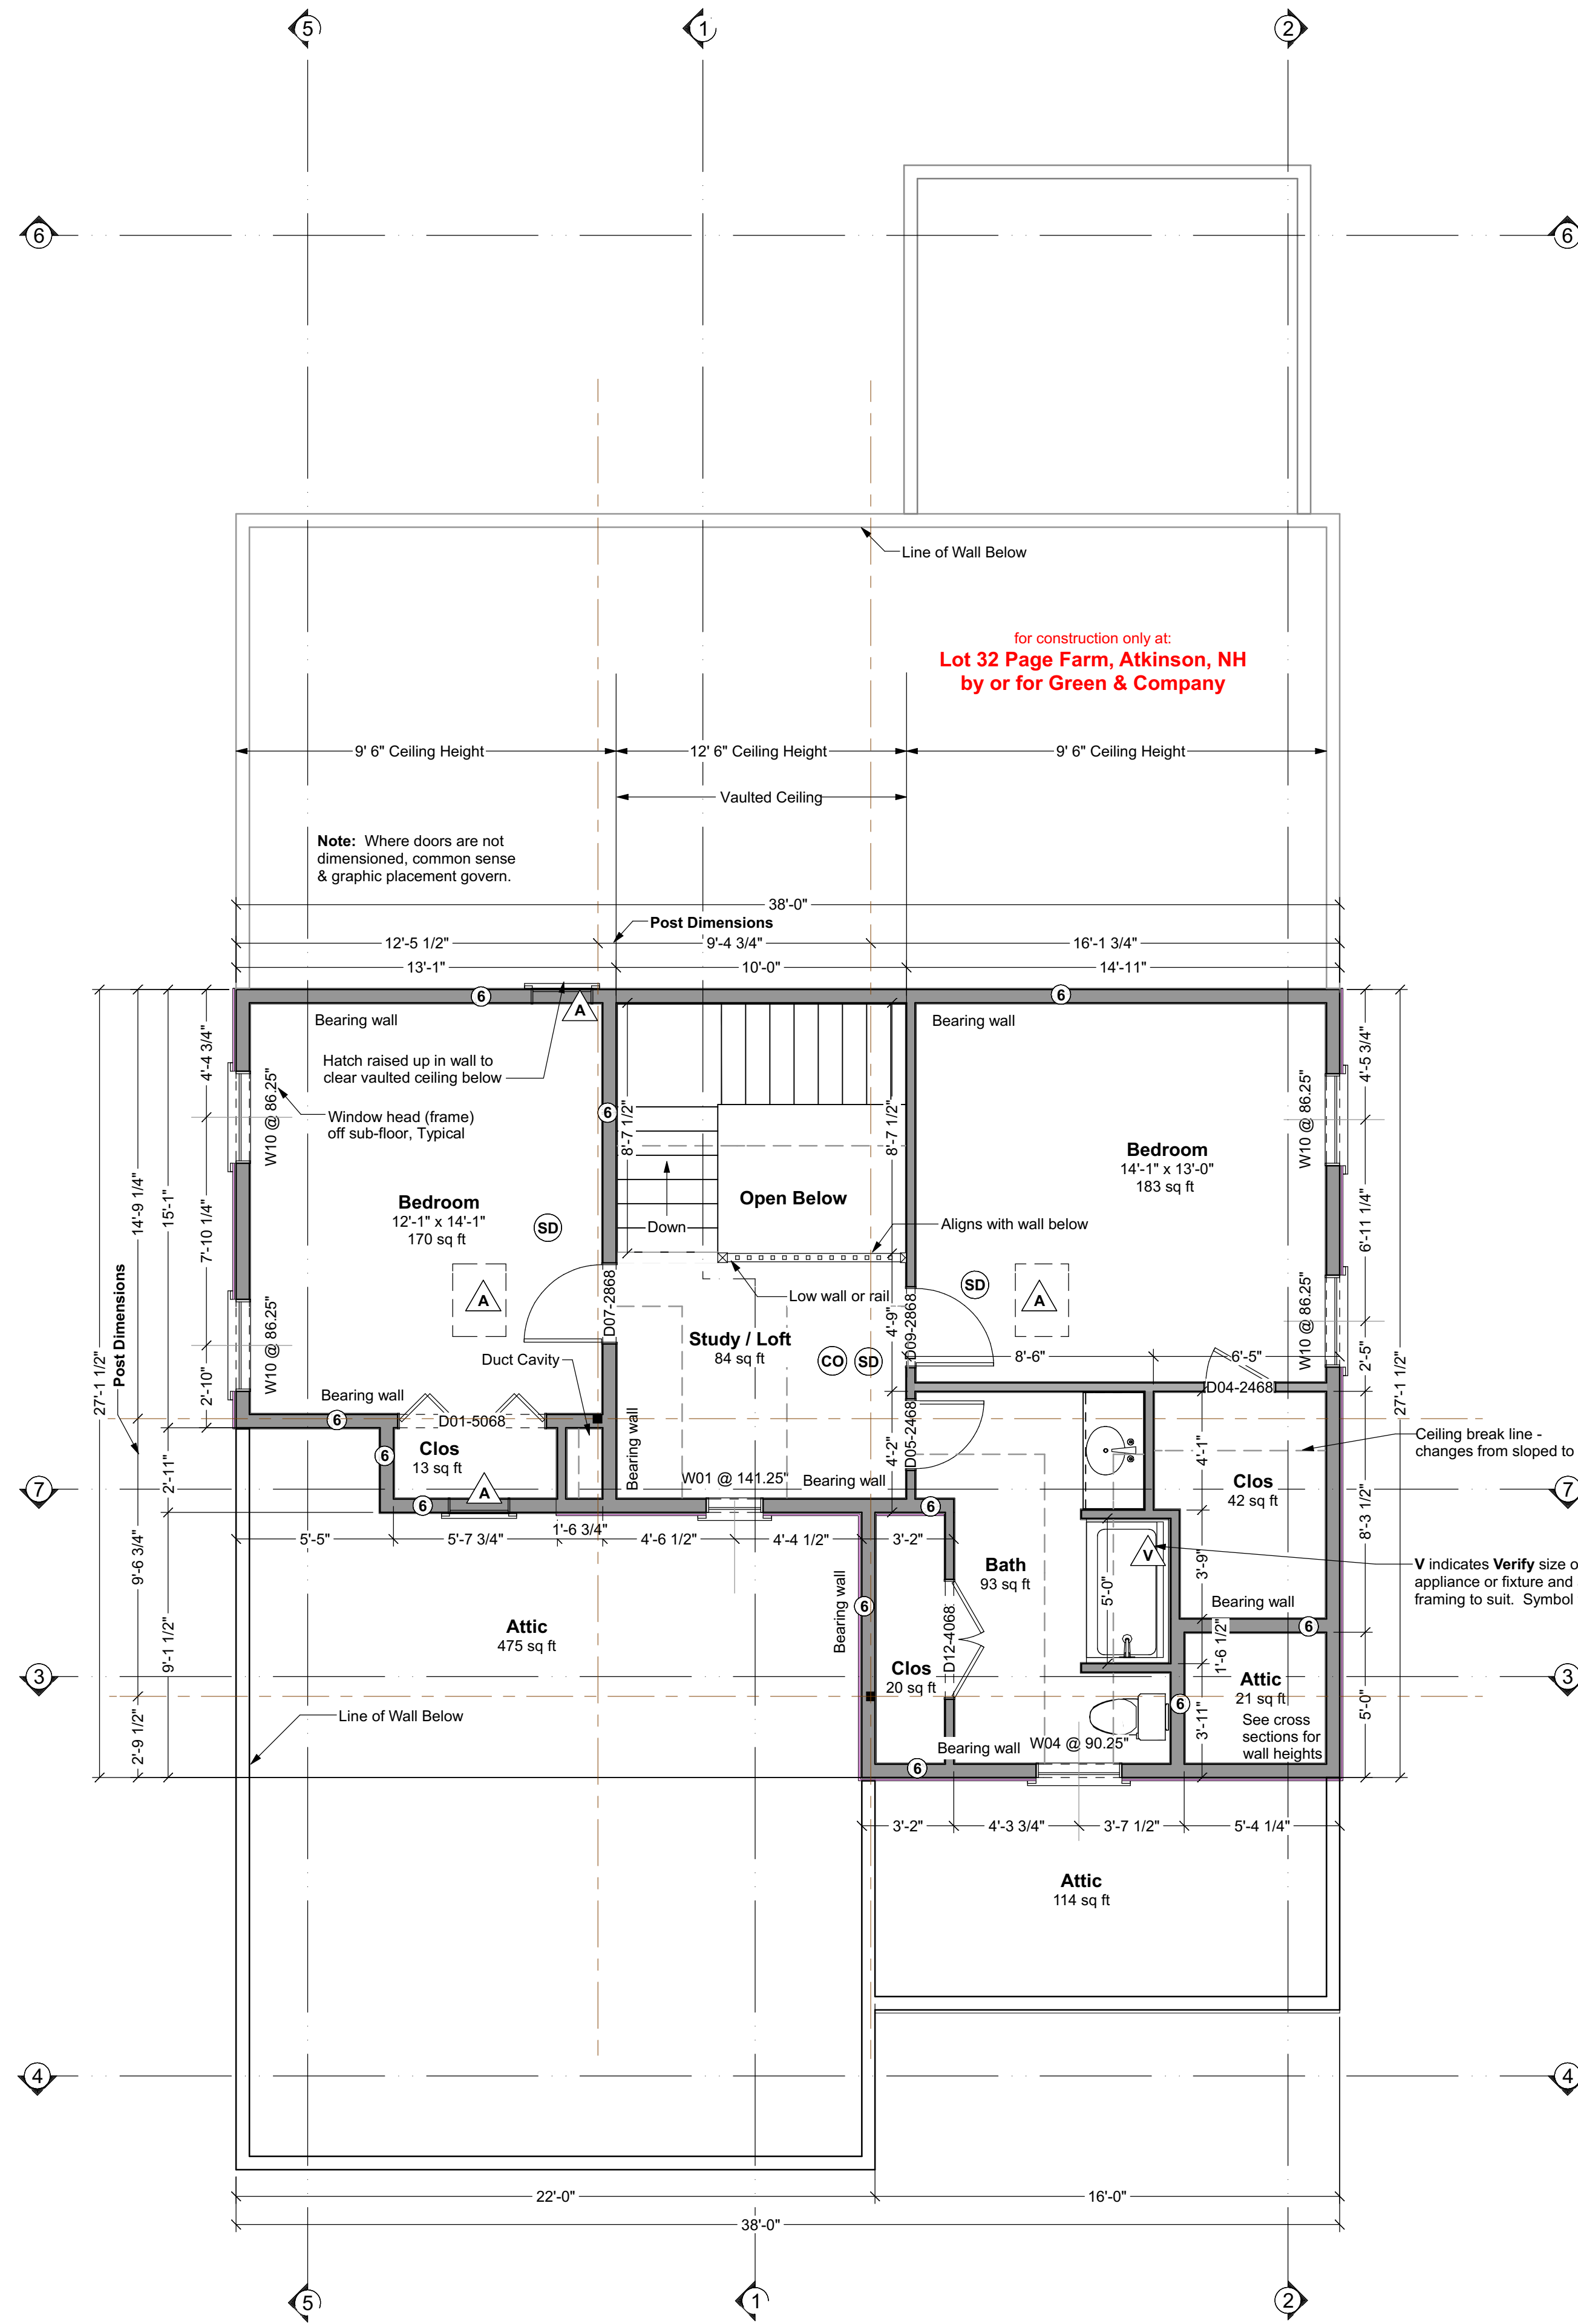 5
1
2
6
6
Line of Wall Below
for construction only at:
Lot 32 Page Farm, Atkinson, NH
by or for Green & Company
9' 6" Ceiling Height
12' 6" Ceiling Height
9' 6" Ceiling Height
Vaulted Ceiling
Note: Where doors are not
dimensioned, common sense
& graphic placement govern.
38'-0"
Post Dimensions
12'-5 1/2"
9'-4 3/4"
16'-1 3/4"
13'-1"
10'-0"
14'-11"
6
6
A
Bearing wall
Bearing wall
Hatch raised up in wall to
clear vaulted ceiling below
Window head (frame)
off sub-floor, Typical
W10 @ 86.25"
W10 @ 86.25"
4'-4 3/4"
7'-10 1/4"
2'-10"
15'-1"
14'-9 1/4"
27'-1 1/2"
Post Dimensions
2'-11"
9'-6 3/4"
9'-1 1/2"
2'-9 1/2"
6
8'-7 1/2"
8'-7 1/2"
Bedroom
12'-1" x 14'-1"
170 sq ft
SD
A
W10 @ 86.25"
Down
Open Below
Aligns with wall below
Low wall or rail
Bedroom
14'-1" x 13'-0"
183 sq ft
SD
A
W10 @ 86.25"
4'-5 3/4"
6'-11 1/4"
2'-5"
27'-1 1/2"
8'-3 1/2"
5'-0"
D07-2868
Study / Loft
84 sq ft
CO
SD
4'-9"
D09-2868
8'-6"
6'-5"
D04-2468
Duct Cavity
Bearing wall
6
D01-5068
6
Clos
13 sq ft
A
6
Bearing wall
W01 @ 141.25"
Bearing wall
4'-2"
D05-2468
6
4'-1"
Clos
42 sq ft
Ceiling break line -
changes from sloped to
7
7
5'-5"
5'-7 3/4"
1'-6 3/4"
4'-6 1/2"
4'-4 1/2"
3'-2"
Bath
93 sq ft
V
5'-0"
3'-9"
V indicates Verify size o
appliance or fixture and
framing to suit. Symbol
Bearing wall
6
Bearing wall
6
1'-6 1/2"
Attic
475 sq ft
D12-4068
Clos
20 sq ft
Attic
21 sq ft
See cross
sections for
wall heights
6
3'-11"
3
3
Line of Wall Below
Bearing wall
W04 @ 90.25"
6
3'-2"
4'-3 3/4"
3'-7 1/2"
5'-4 1/4"
Attic
114 sq ft
4
4
22'-0"
16'-0"
38'-0"
5
1
2